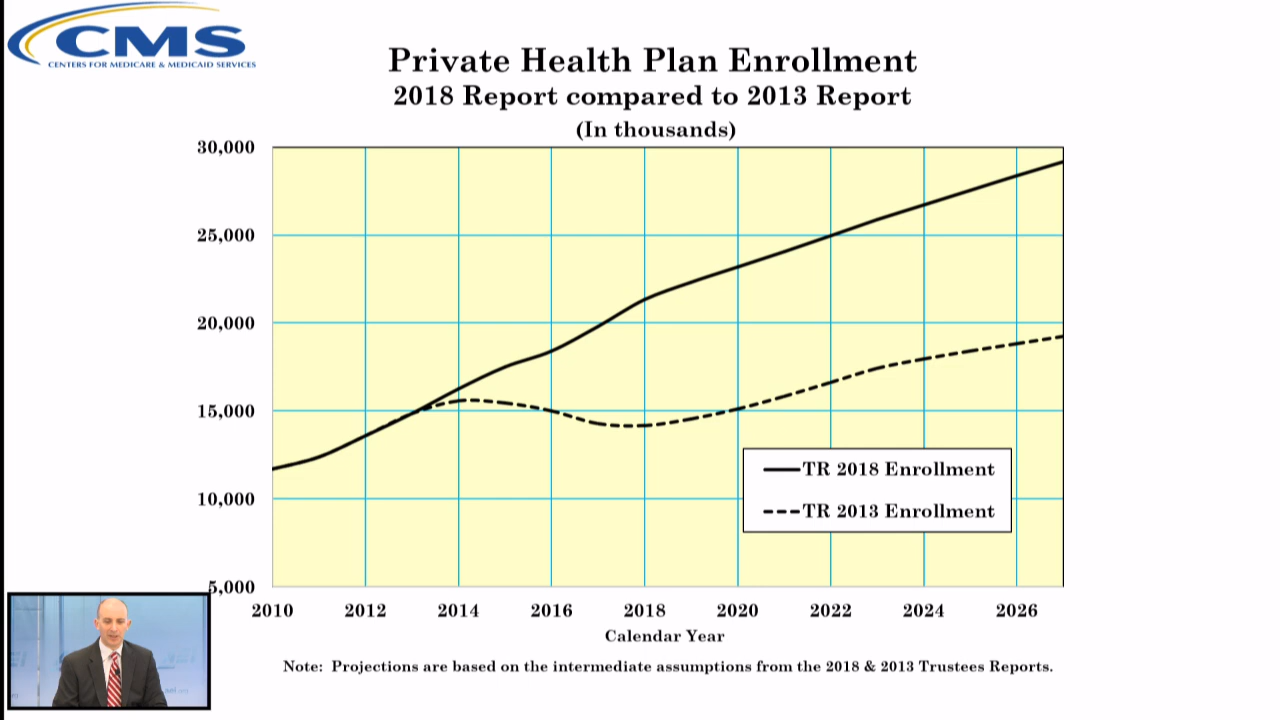 CMS
CENTERS FOR MEDICARE & MEDICAID SERVICES
Private Health Plan Enrollment
2018 Report compared to 2013 Report
(In thousands)
30,000
25,000
20,000
15,000
10,000
5,000
TR 2018 Enrollment
TR 2013 Enrollment
2010 2012 2014 2016 2018 2020 2022 2024 2026
Calendar Year
Note: Projections are based on the intermediate assumptions from the 2018 & 2013 Trustees Reports.